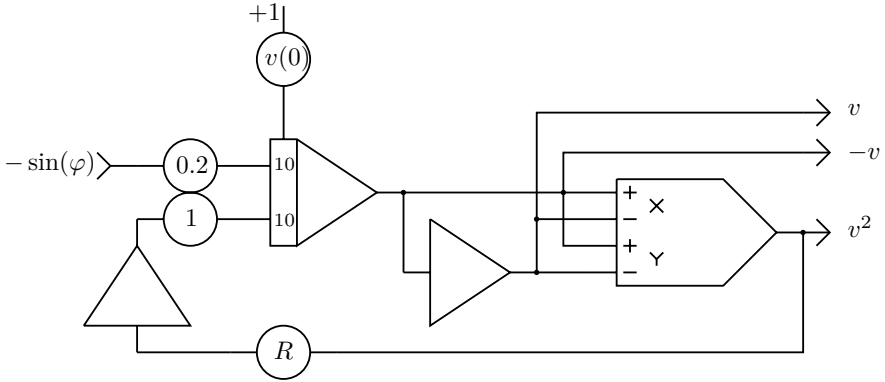 +1
v(0)
v
− sin(φ)
0.2
10
−v
+
X
−
1
10
v²
+
Y
−
R